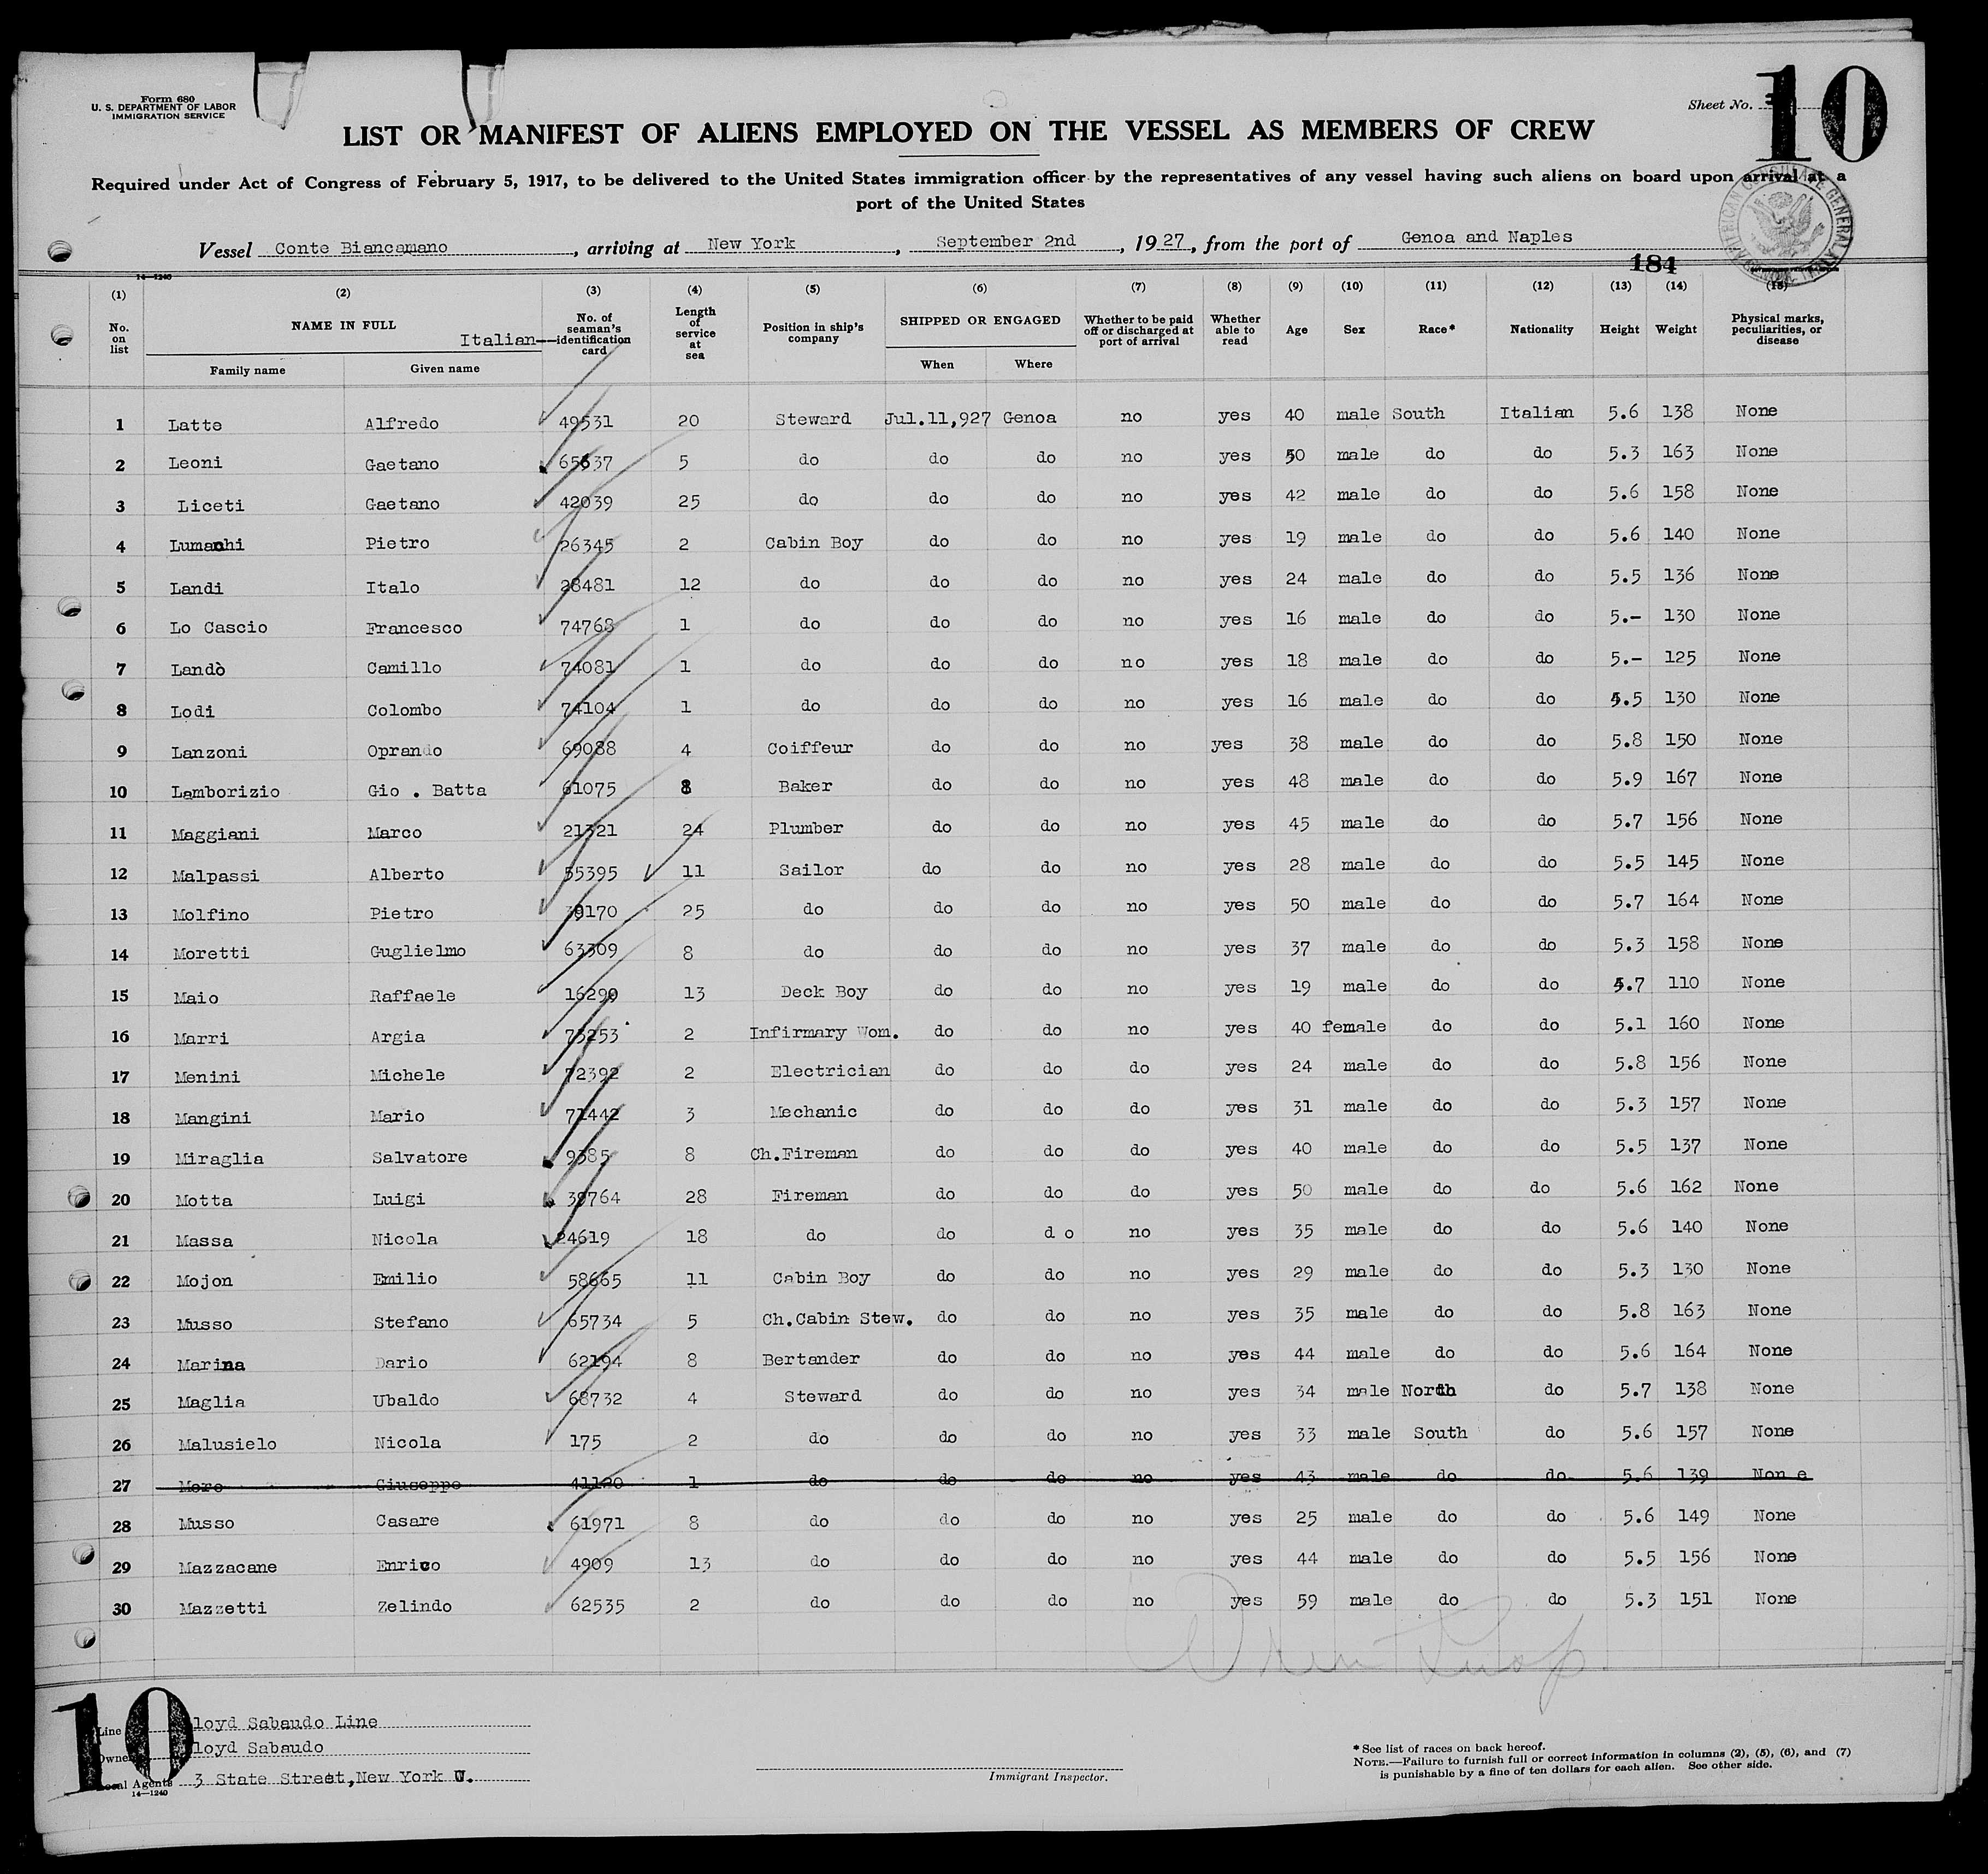 Form 680
U. S. DEPARTMENT OF LABOR
IMMIGRATION SERVICE
Sheet No.
10
LIST OR MANIFEST OF ALIENS EMPLOYED ON THE VESSEL AS MEMBERS OF CREW
Required under Act of Congress of February 5, 1917, to be delivered to the United States immigration officer by the representatives of any vessel having such aliens on board upon arrival at a
port of the United States
AMERICAN CONSULATE GENERAL
Vessel Conte Biancamano, arriving at New York, September 2nd, 1927, from the port of Genoa and Naples
14—1240
184
(1) (2) (3) (4) (5) (6) (7) (8) (9) (10) (11) (12) (13) (14) (15)
No. on list NAME IN FULL Italian— No. of seaman's identification card Length of service at sea Position in ship's company SHIPPED OR ENGAGED Whether to be paid off or discharged at port of arrival Whether able to read Age Sex Race* Nationality Height Weight Physical marks, peculiarities, or disease
Family name Given name When Where
1 Latte Alfredo 49531 20 Steward Jul.11,927 Genoa no yes 40 male South Italian 5.6 138 None
2 Leoni Gaetano 65637 5 do do do no yes 50 male do do 5.3 163 None
3 Liceti Gaetano 42039 25 do do do no yes 42 male do do 5.6 158 None
4 Lumachi Pietro 26345 2 Cabin Boy do do no yes 19 male do do 5.6 140 None
5 Landi Italo 28481 12 do do do no yes 24 male do do 5.5 136 None
6 Lo Cascio Francesco 74768 1 do do do no yes 16 male do do 5.- 130 None
7 Landò Camillo 74081 1 do do do no yes 18 male do do 5.- 125 None
8 Lodi Colombo 74104 1 do do do no yes 16 male do do 5.5 130 None
9 Lanzoni Oprando 69088 4 Coiffeur do do no yes 38 male do do 5.8 150 None
10 Lamborizio Gio . Batta 61075 8 Baker do do no yes 48 male do do 5.9 167 None
11 Maggiani Marco 21321 24 Plumber do do no yes 45 male do do 5.7 156 None
12 Malpassi Alberto 55395 11 Sailor do do no yes 28 male do do 5.5 145 None
13 Molfino Pietro 39170 25 do do do no yes 50 male do do 5.7 164 None
14 Moretti Guglielmo 63309 8 do do do no yes 37 male do do 5.3 158 None
15 Maio Raffaele 16290 13 Deck Boy do do no yes 19 male do do 5.7 110 None
16 Marri Argia 73253 2 Infirmary Wom. do do no yes 40 female do do 5.1 160 None
17 Menini Michele 72392 2 Electrician do do do yes 24 male do do 5.8 156 None
18 Mangini Mario 71442 3 Mechanic do do do yes 31 male do do 5.3 157 None
19 Miraglia Salvatore 9385 8 Ch.Fireman do do do yes 40 male do do 5.5 137 None
20 Motta Luigi 39764 28 Fireman do do do yes 50 male do do 5.6 162 None
21 Massa Nicola 24619 18 do do d o no yes 35 male do do 5.6 140 None
22 Mojon Emilio 58665 11 Cabin Boy do do no yes 29 male do do 5.3 130 None
23 Musso Stefano 65734 5 Ch.Cabin Stew. do do no yes 35 male do do 5.8 163 None
24 Marina Dario 62194 8 Bertander do do no yes 44 male do do 5.6 164 None
25 Maglia Ubaldo 68732 4 Steward do do no yes 34 male North do 5.7 138 None
26 Malusielo Nicola 175 2 do do do no yes 33 male South do 5.6 157 None
27 Moro Giuseppe 41120 1 do do do no yes 43 male do do 5.6 139 Non e
28 Musso Casare 61971 8 do do do no yes 25 male do do 5.6 149 None
29 Mazzacane Enrico 4909 13 do do do no yes 44 male do do 5.5 156 None
30 Mazzetti Zelindo 62535 2 do do do no yes 59 male do do 5.3 151 None
10
Line loyd Sabaudo Line
Owner loyd Sabaudo
Local Agents 3 State Street,New York U.
14—1240
Immigrant Inspector.
* See list of races on back hereof.
NOTE.—Failure to furnish full or correct information in columns (2), (5), (6), and (7)
is punishable by a fine of ten dollars for each alien. See other side.